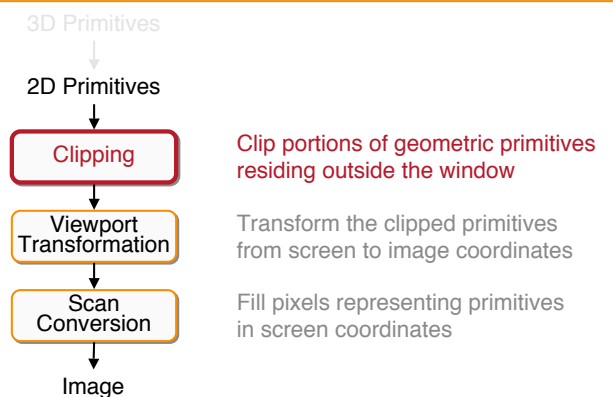 3D Primitives
2D Primitives
Clipping
Clip portions of geometric primitives
residing outside the window
Viewport
Transformation
Transform the clipped primitives
from screen to image coordinates
Scan
Conversion
Fill pixels representing primitives
in screen coordinates
Image